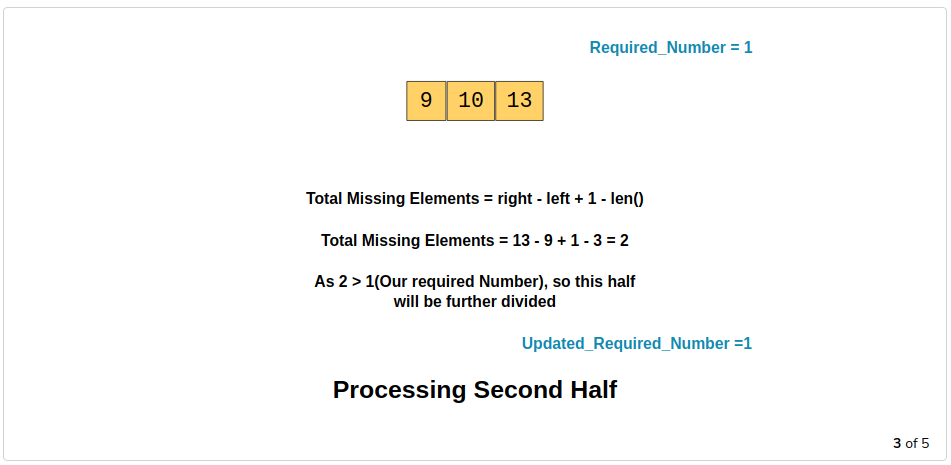 Required_Number = 1
9 10 13
Total Missing Elements = right - left + 1 - len()
Total Missing Elements = 13 - 9 + 1 - 3 = 2
As 2 > 1(Our required Number), so this half
will be further divided
Updated_Required_Number =1
Processing Second Half
3 of 5